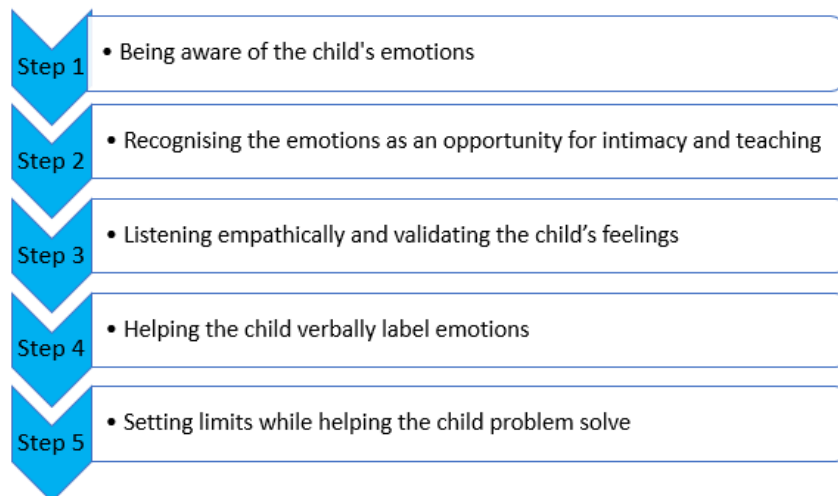 Step 1
• Being aware of the child's emotions
Step 2
• Recognising the emotions as an opportunity for intimacy and teaching
Step 3
• Listening empathically and validating the child’s feelings
Step 4
• Helping the child verbally label emotions
Step 5
• Setting limits while helping the child problem solve